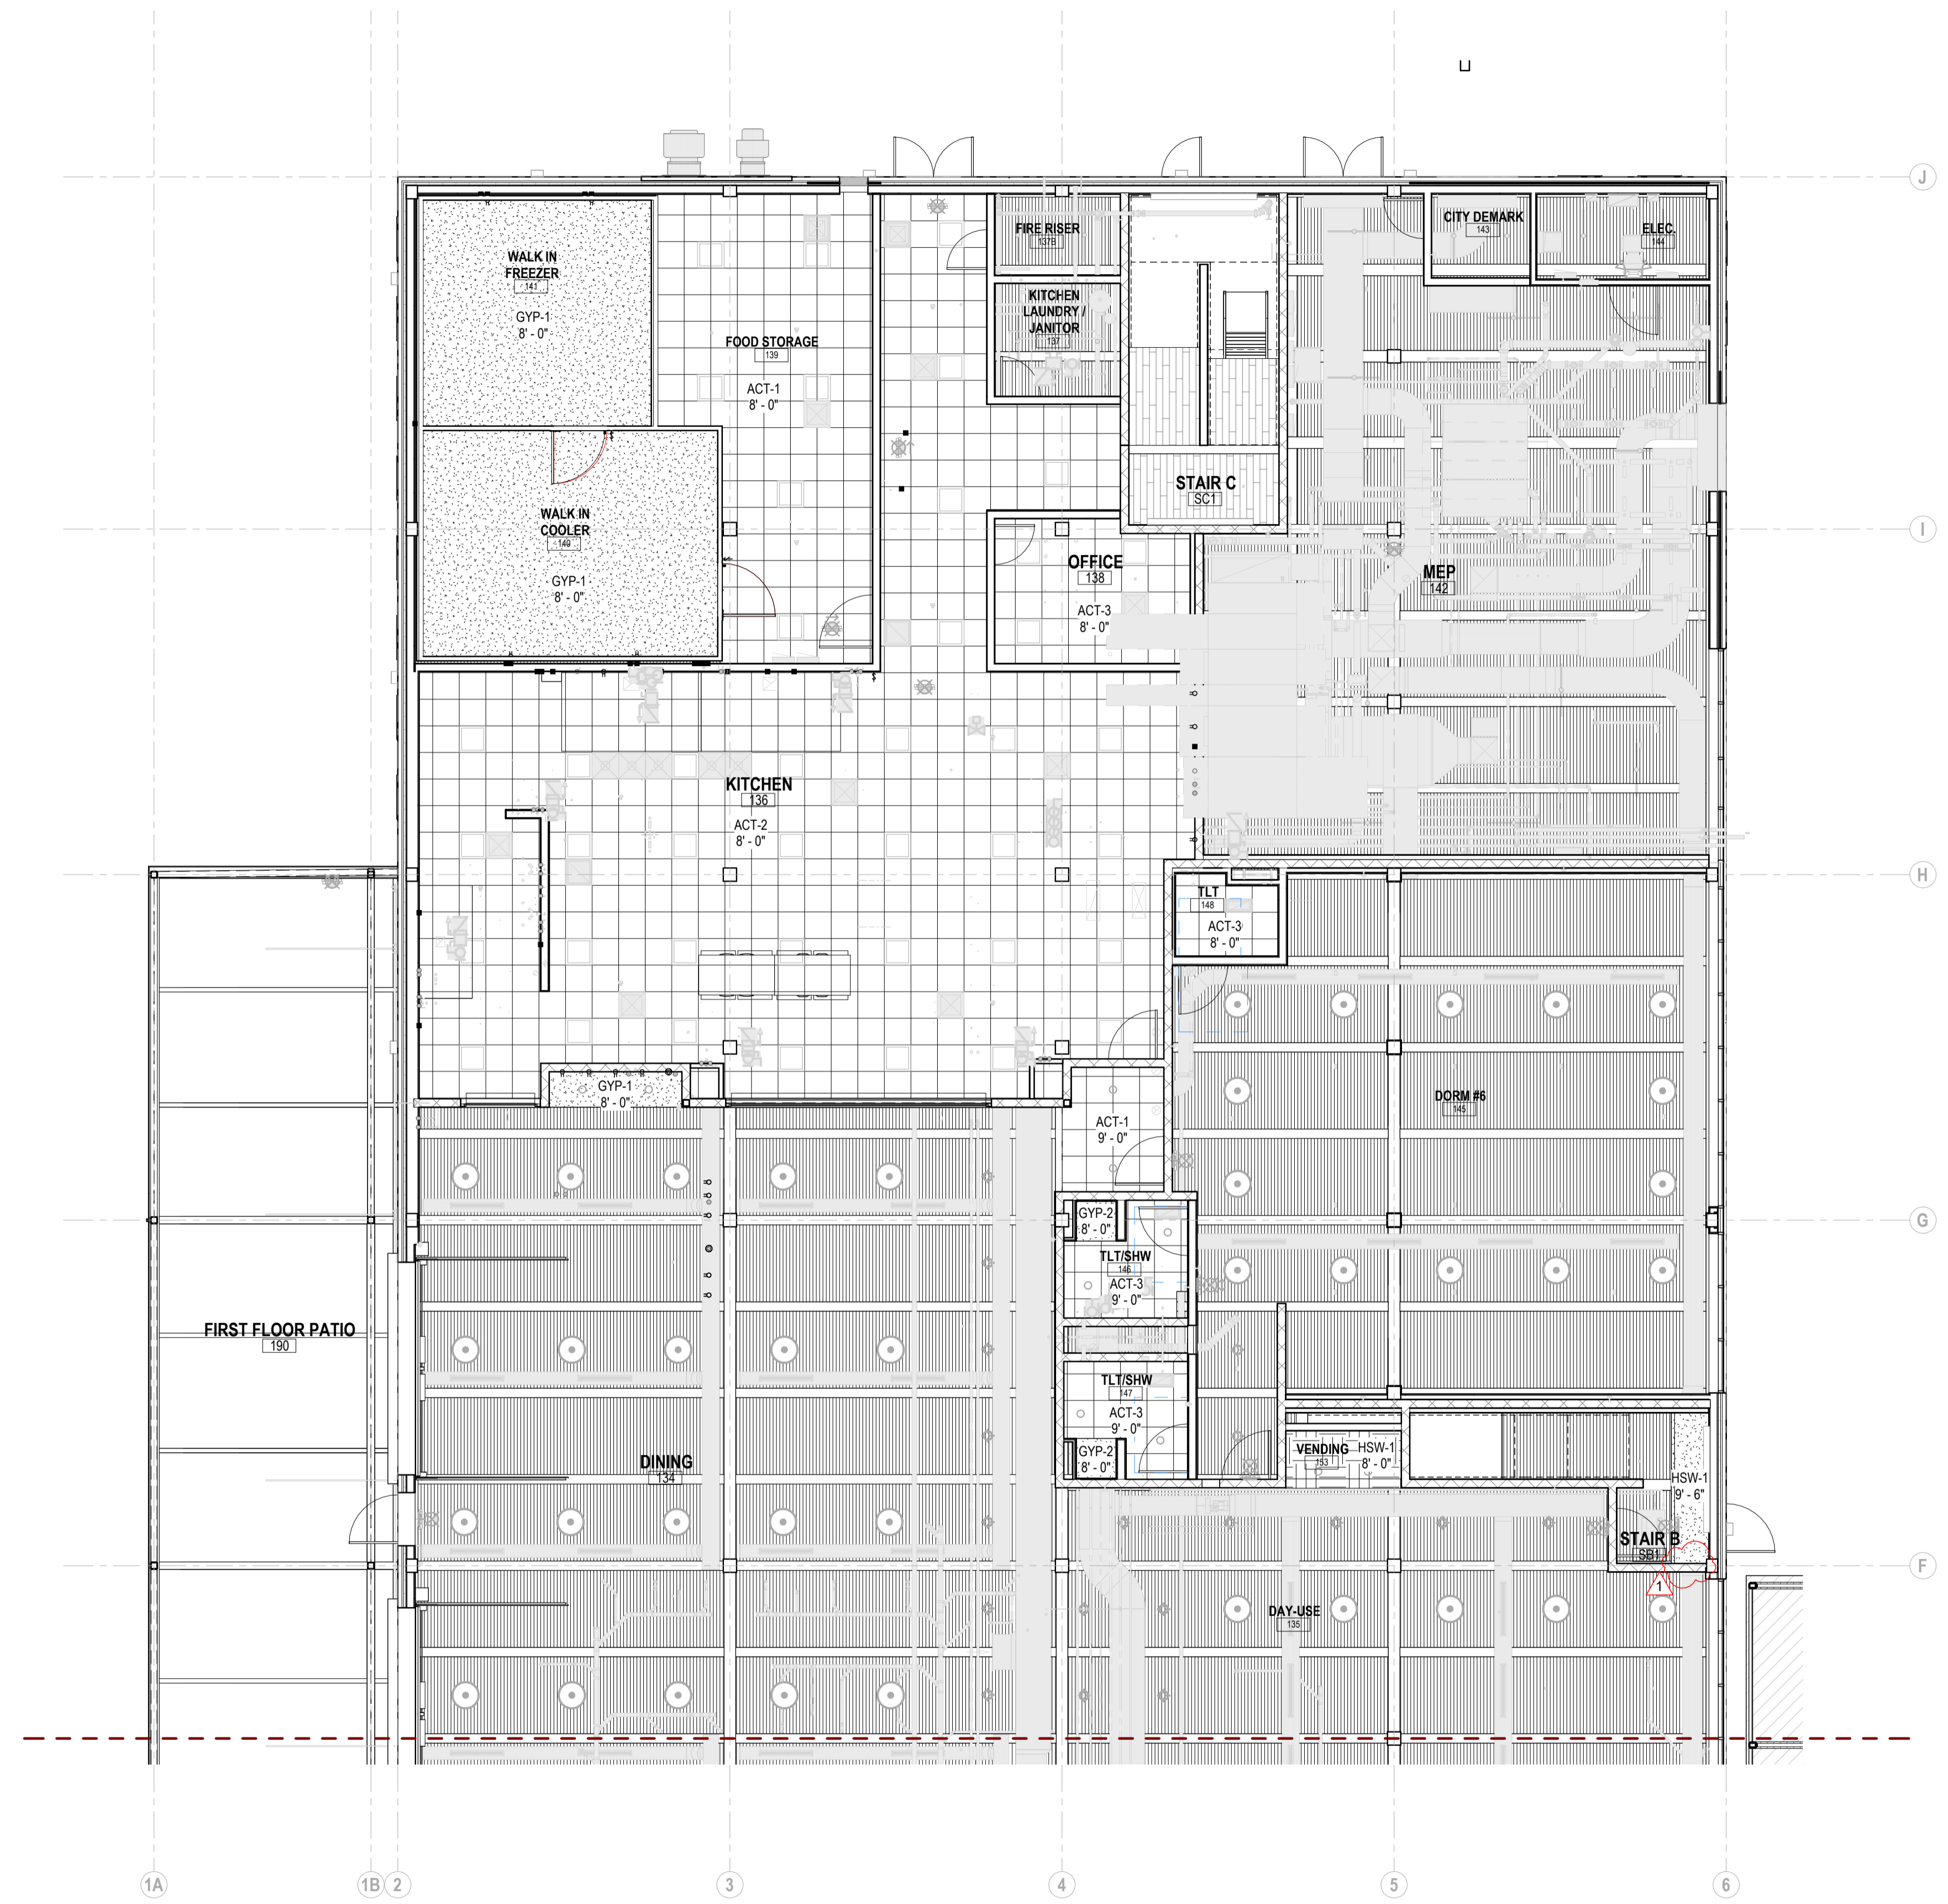 J
CITY DEMARK
143
ELEC.
144
FIRE RISER
137B
WALK IN
FREEZER
141
GYP-1
8' - 0"
KITCHEN
LAUNDRY /
JANITOR
137
FOOD STORAGE
139
ACT-1
8' - 0"
STAIR C
SC1
WALK IN
COOLER
140
GYP-1
8' - 0"
I
OFFICE
138
ACT-3
8' - 0"
MEP
142
KITCHEN
136
ACT-2
8' - 0"
H
TLT
148
ACT-3
8' - 0"
GYP-1
8' - 0"
DORM #6
145
ACT-1
9' - 0"
GYP-2
8' - 0"
G
TLT/SHW
146
ACT-3
9' - 0"
FIRST FLOOR PATIO
190
TLT/SHW
147
ACT-3
9' - 0"
GYP-2
8' - 0"
DINING
134
VENDING
153
HSW-1
8' - 0"
HSW-1
9' - 6"
STAIR B
SB1
F
1
DAY-USE
135
1A
1B
2
3
4
5
6